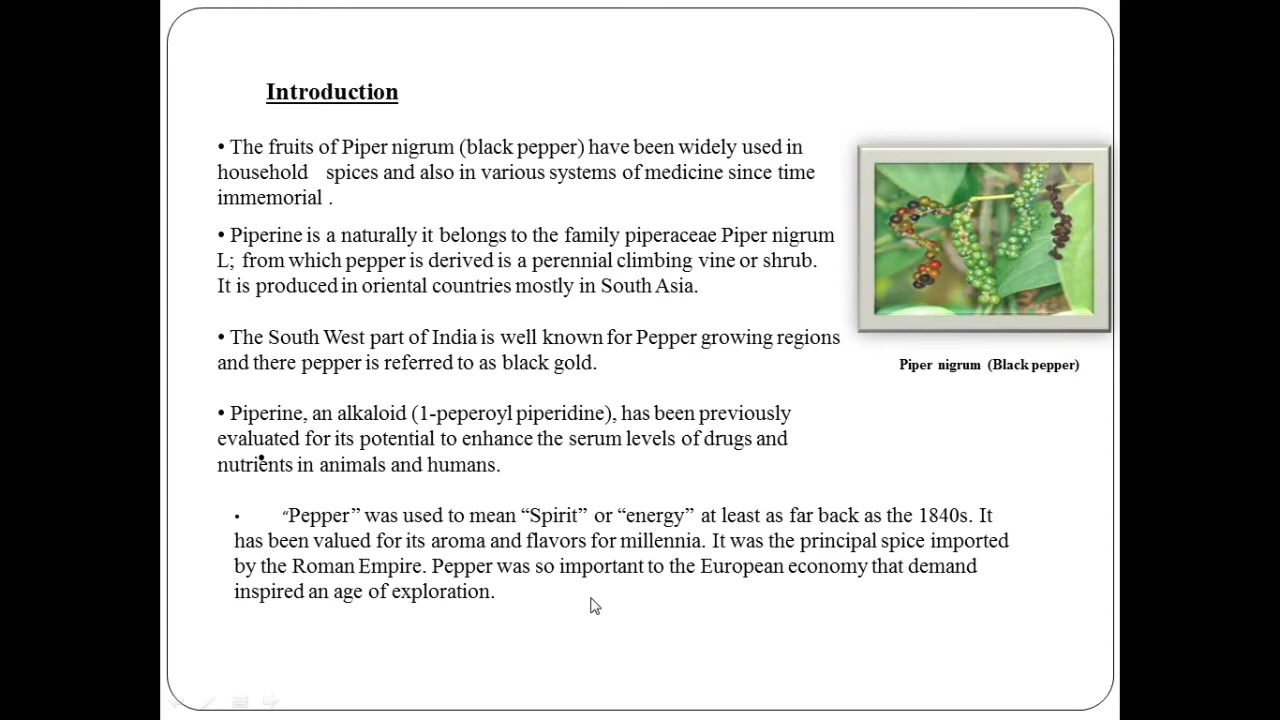 Introduction
• The fruits of Piper nigrum (black pepper) have been widely used in
household spices and also in various systems of medicine since time
immemorial .
• Piperine is a naturally it belongs to the family piperaceae Piper nigrum
L; from which pepper is derived is a perennial climbing vine or shrub.
It is produced in oriental countries mostly in South Asia.
• The South West part of India is well known for Pepper growing regions
and there pepper is referred to as black gold.
Piper nigrum (Black pepper)
• Piperine, an alkaloid (1-peperoyl piperidine), has been previously
evaluated for its potential to enhance the serum levels of drugs and
nutrients in animals and humans.
• “Pepper” was used to mean “Spirit” or “energy” at least as far back as the 1840s. It
has been valued for its aroma and flavors for millennia. It was the principal spice imported
by the Roman Empire. Pepper was so important to the European economy that demand
inspired an age of exploration.